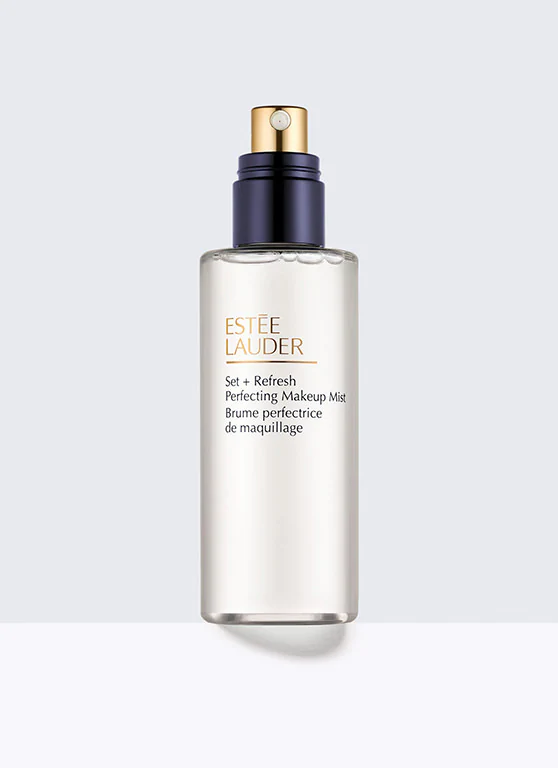 ESTĒE
LAUDER
Set + Refresh
Perfecting Makeup Mist
Brume perfectrice
de maquillage